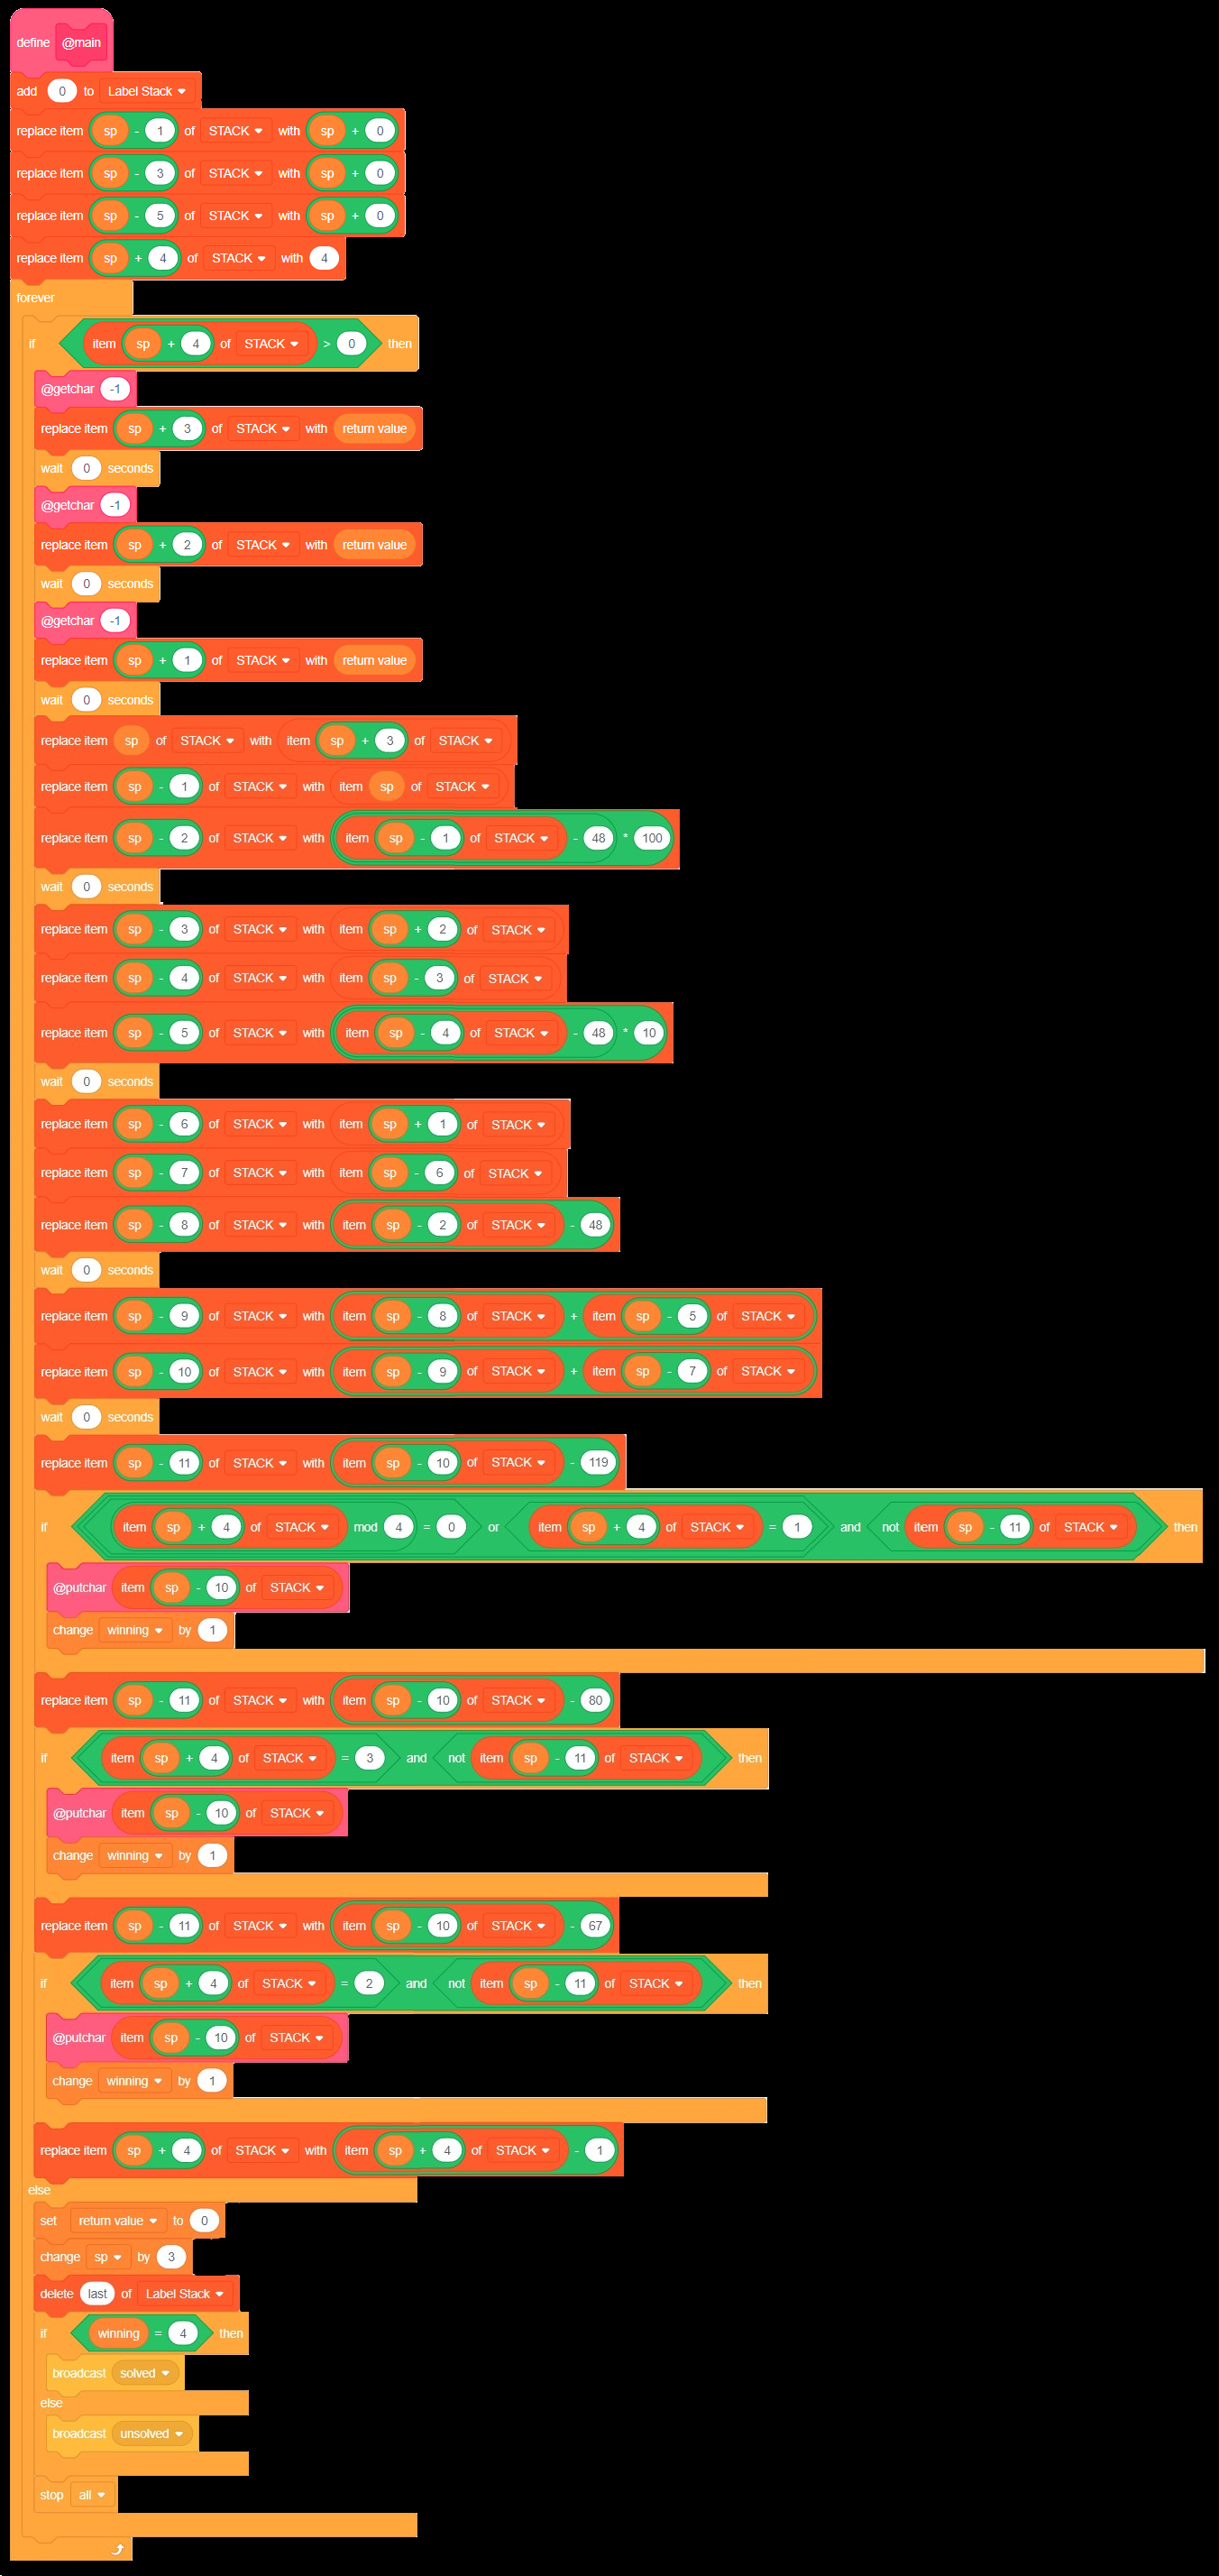 define @main
add 0 to Label Stack
replace item sp - 1 of STACK with sp + 0
replace item sp - 3 of STACK with sp + 0
replace item sp - 5 of STACK with sp + 0
replace item sp + 4 of STACK with 4
forever
if item sp + 4 of STACK > 0 then
@getchar -1
replace item sp + 3 of STACK with return value
wait 0 seconds
@getchar -1
replace item sp + 2 of STACK with return value
wait 0 seconds
@getchar -1
replace item sp + 1 of STACK with return value
wait 0 seconds
replace item sp of STACK with item sp + 3 of STACK
replace item sp - 1 of STACK with item sp of STACK
replace item sp - 2 of STACK with item sp - 1 of STACK - 48 * 100
wait 0 seconds
replace item sp - 3 of STACK with item sp + 2 of STACK
replace item sp - 4 of STACK with item sp - 3 of STACK
replace item sp - 5 of STACK with item sp - 4 of STACK - 48 * 10
wait 0 seconds
replace item sp - 6 of STACK with item sp + 1 of STACK
replace item sp - 7 of STACK with item sp - 6 of STACK
replace item sp - 8 of STACK with item sp - 2 of STACK - 48
wait 0 seconds
replace item sp - 9 of STACK with item sp - 8 of STACK + item sp - 5 of STACK
replace item sp - 10 of STACK with item sp - 9 of STACK + item sp - 7 of STACK
wait 0 seconds
replace item sp - 11 of STACK with item sp - 10 of STACK - 119
if item sp + 4 of STACK mod 4 = 0 or item sp + 4 of STACK = 1 and not item sp - 11 of STACK then
@putchar item sp - 10 of STACK
change winning by 1
replace item sp - 11 of STACK with item sp - 10 of STACK - 80
if item sp + 4 of STACK = 3 and not item sp - 11 of STACK then
@putchar item sp - 10 of STACK
change winning by 1
replace item sp - 11 of STACK with item sp - 10 of STACK - 67
if item sp + 4 of STACK = 2 and not item sp - 11 of STACK then
@putchar item sp - 10 of STACK
change winning by 1
replace item sp + 4 of STACK with item sp + 4 of STACK - 1
else
set return value to 0
change sp by 3
delete last of Label Stack
if winning = 4 then
broadcast solved
else
broadcast unsolved
stop all